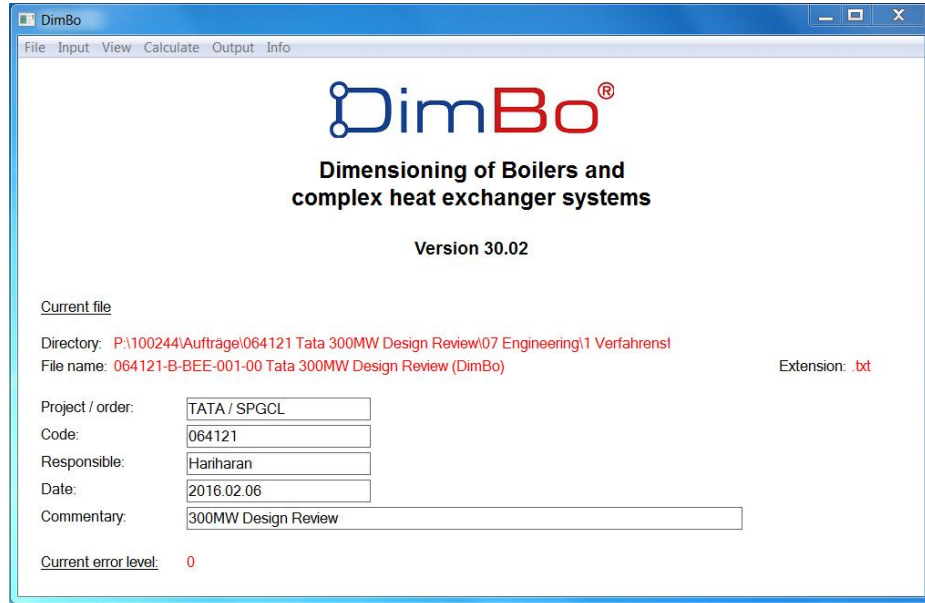 DimBo
File Input View Calculate Output Info
DimBo®
Dimensioning of Boilers and
complex heat exchanger systems
Version 30.02
Current file
Directory: P:\100244\Aufträge\064121 Tata 300MW Design Review\07 Engineering\1 Verfahrenst
File name: 064121-B-BEE-001-00 Tata 300MW Design Review (DimBo) Extension: .txt
Project / order: TATA / SPGCL
Code: 064121
Responsible: Hariharan
Date: 2016.02.06
Commentary: 300MW Design Review
Current error level: 0